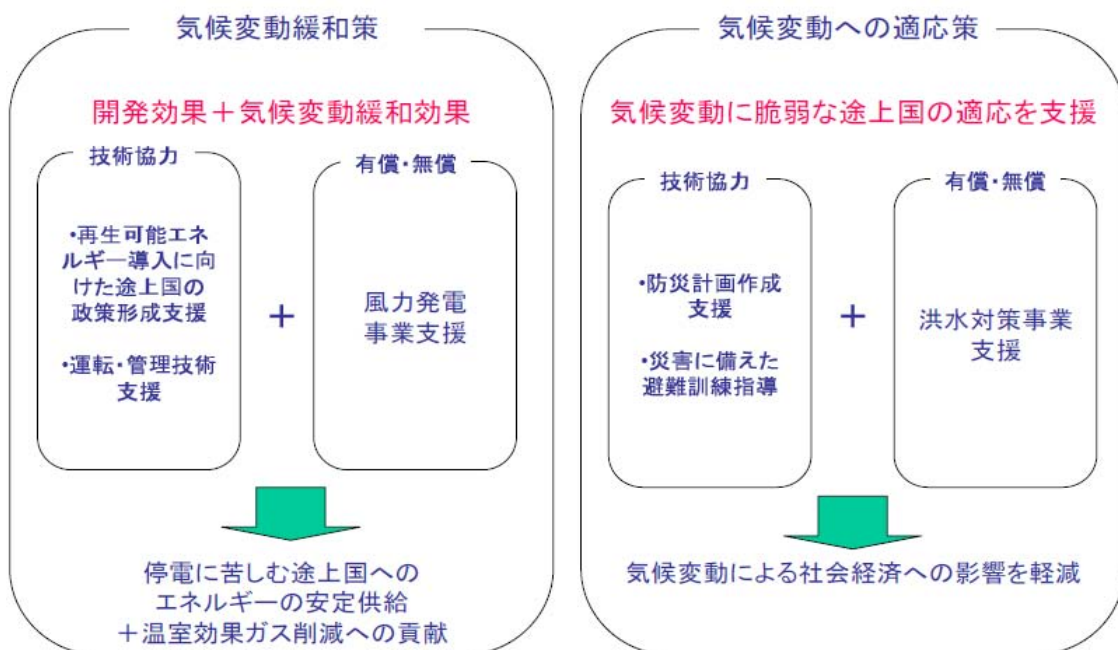 気候変動緩和策
開発効果＋気候変動緩和効果
技術協力
・再生可能エネ
ルギー導入に向
けた途上国の
政策形成支援
・運転・管理技術
支援
＋
有償・無償
風力発電
事業支援
停電に苦しむ途上国への
エネルギーの安定供給
＋温室効果ガス削減への貢献
気候変動への適応策
気候変動に脆弱な途上国の適応を支援
技術協力
・防災計画作成
支援
・災害に備えた
避難訓練指導
＋
有償・無償
洪水対策事業
支援
気候変動による社会経済への影響を軽減